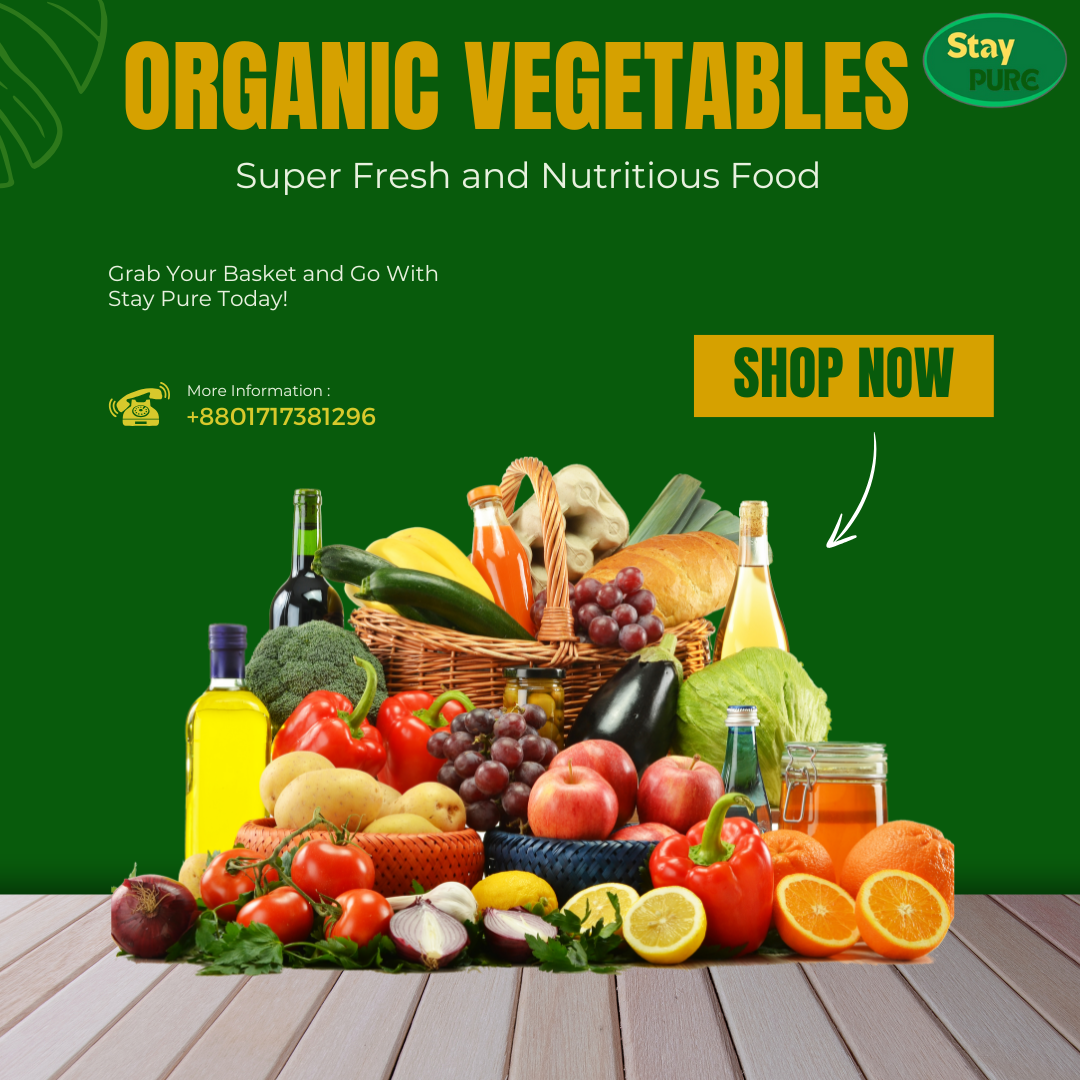 ORGANIC VEGETABLES
Stay
PURE
Super Fresh and Nutritious Food
Grab Your Basket and Go With
Stay Pure Today!
SHOP NOW
More Information :
+8801717381296